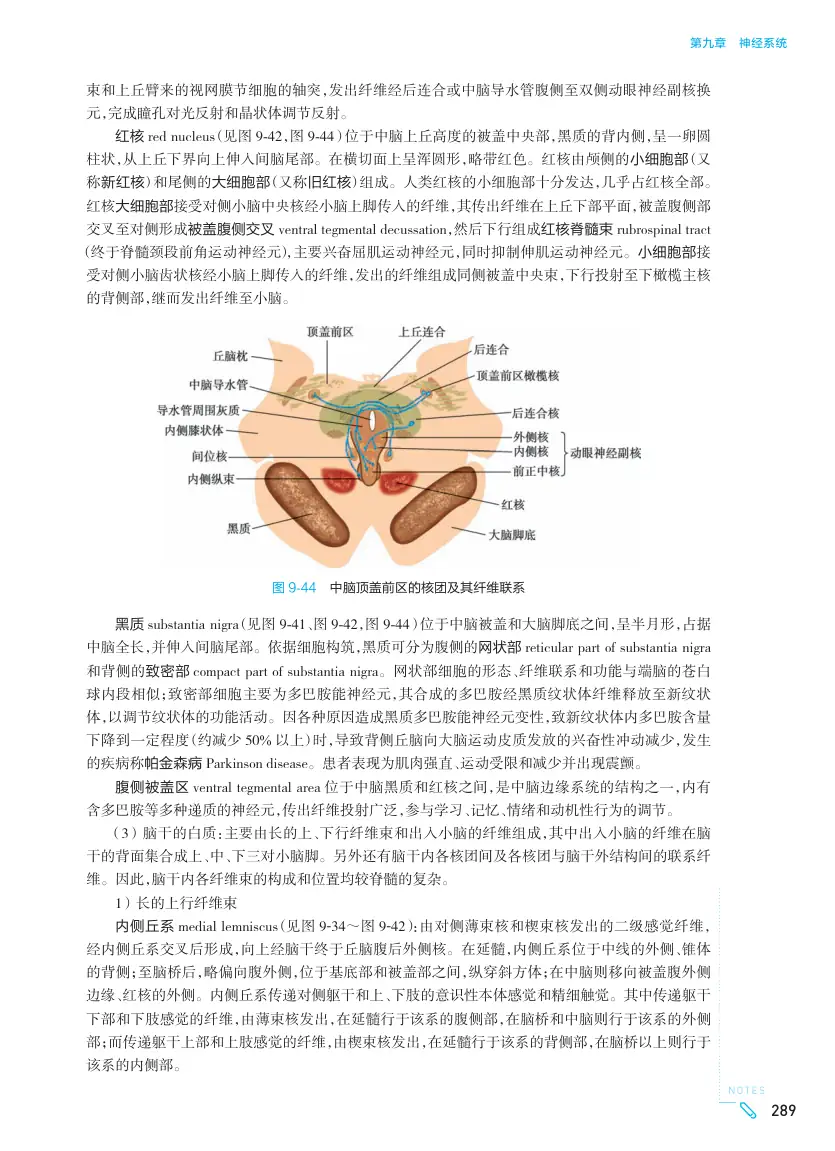 第九章 神经系统
束和上丘臂来的视网膜节细胞的轴突，发出纤维经后连合或中脑导水管腹侧至双侧动眼神经副核换
元，完成瞳孔对光反射和晶状体调节反射。
红核 red nucleus（见图 9-42，图 9-44）位于中脑上丘高度的被盖中央部，黑质的背内侧，呈一卵圆
柱状，从上丘下界向上伸入间脑尾部。在横切面上呈浑圆形，略带红色。红核由颅侧的小细胞部（又
称新红核）和尾侧的大细胞部（又称旧红核）组成。人类红核的小细胞部十分发达，几乎占红核全部。
红核大细胞部接受对侧小脑中央核经小脑上脚传入的纤维，其传出纤维在上丘下部平面，被盖腹侧部
交叉至对侧形成被盖腹侧交叉 ventral tegmental decussation，然后下行组成红核脊髓束 rubrospinal tract
（终于脊髓颈段前角运动神经元），主要兴奋屈肌运动神经元，同时抑制伸肌运动神经元。小细胞部接
受对侧小脑齿状核经小脑上脚传入的纤维，发出的纤维组成同侧被盖中央束，下行投射至下橄榄主核
的背侧部，继而发出纤维至小脑。
顶盖前区
上丘连合
丘脑枕
后连合
中脑导水管
顶盖前区橄榄核
导水管周围灰质
后连合核
内侧膝状体
外侧核
间位核
内侧核
动眼神经副核
内侧纵束
前正中核
红核
黑质
大脑脚底
图 9-44 中脑顶盖前区的核团及其纤维联系
黑质 substantia nigra（见图 9-41、图 9-42，图 9-44）位于中脑被盖和大脑脚底之间，呈半月形，占据
中脑全长，并伸入间脑尾部。依据细胞构筑，黑质可分为腹侧的网状部 reticular part of substantia nigra
和背侧的致密部 compact part of substantia nigra。网状部细胞的形态、纤维联系和功能与端脑的苍白
球内段相似；致密部细胞主要为多巴胺能神经元，其合成的多巴胺经黑质纹状体纤维释放至新纹状
体，以调节纹状体的功能活动。因各种原因造成黑质多巴胺能神经元变性，致新纹状体内多巴胺含量
下降到一定程度（约减少 50% 以上）时，导致背侧丘脑向大脑运动皮质发放的兴奋性冲动减少，发生
的疾病称帕金森病 Parkinson disease。患者表现为肌肉强直、运动受限和减少并出现震颤。
腹侧被盖区 ventral tegmental area 位于中脑黑质和红核之间，是中脑边缘系统的结构之一，内有
含多巴胺等多种递质的神经元，传出纤维投射广泛，参与学习、记忆、情绪和动机性行为的调节。
（3）脑干的白质：主要由长的上、下行纤维束和出入小脑的纤维组成，其中出入小脑的纤维在脑
干的背面集合成上、中、下三对小脑脚。另外还有脑干内各核团间及各核团与脑干外结构间的联系纤
维。因此，脑干内各纤维束的构成和位置均较脊髓的复杂。
1）长的上行纤维束
内侧丘系 medial lemniscus（见图 9-34～图 9-42）：由对侧薄束核和楔束核发出的二级感觉纤维，
经内侧丘系交叉后形成，向上经脑干终于丘脑腹后外侧核。在延髓，内侧丘系位于中线的外侧、锥体
的背侧；至脑桥后，略偏向腹外侧，位于基底部和被盖部之间，纵穿斜方体；在中脑则移向被盖腹外侧
边缘、红核的外侧。内侧丘系传递对侧躯干和上、下肢的意识性本体感觉和精细触觉。其中传递躯干
下部和下肢感觉的纤维，由薄束核发出，在延髓行于该系的腹侧部，在脑桥和中脑则行于该系的外侧
部；而传递躯干上部和上肢感觉的纤维，由楔束核发出，在延髓行于该系的背侧部，在脑桥以上则行于
该系的内侧部。
NOTES
289